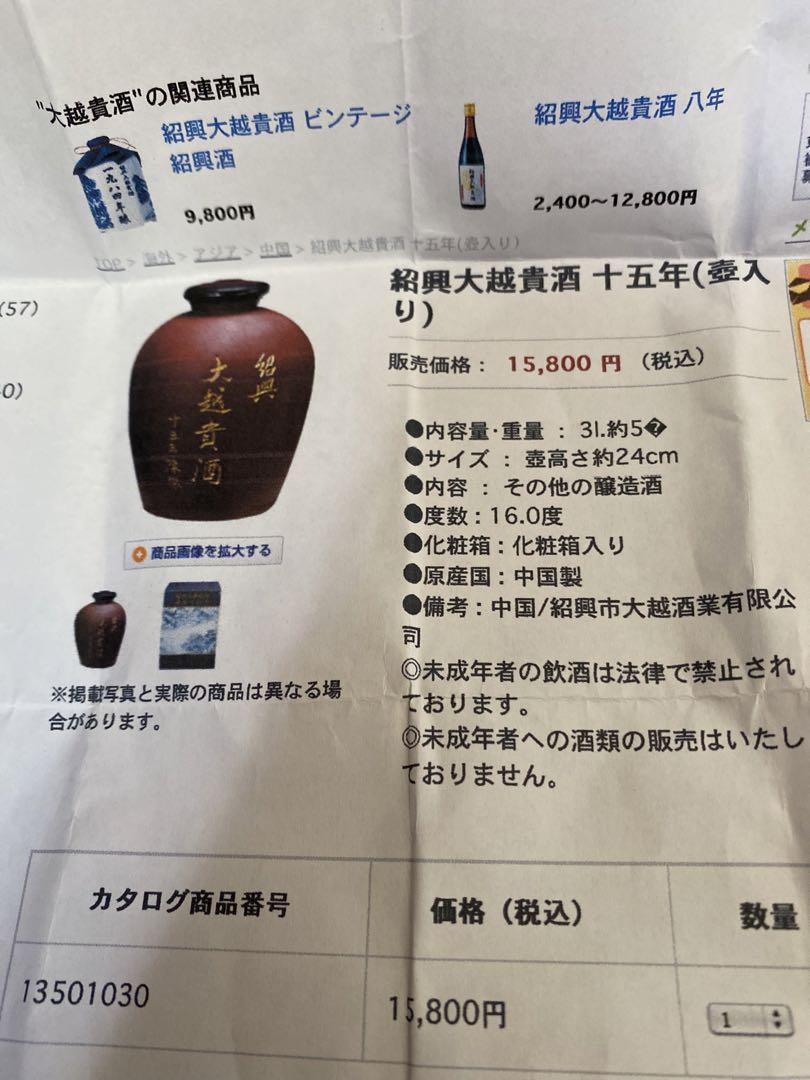 "大越貴酒"の関連商品
紹興大越貴酒 ビンテージ
紹興酒
9,800円
紹興大越貴酒 八年
2,400～12,800円
TOP > 海外 > アジア > 中国 > 紹興大越貴酒 十五年(壺入り)
(57)
紹興大越貴酒 十五年(壺入
り)
販売価格： 15,800 円 （税込）
紹興
大越貴酒
●内容量･重量 : 3l.約5�
●サイズ : 壺高さ約24cm
●内容 : その他の醸造酒
●度数 : 16.0度
●化粧箱 : 化粧箱入り
●原産国 : 中国製
●備考 : 中国/紹興市大越酒業有限公
司
◎未成年者の飲酒は法律で禁止され
ております。
◎未成年者への酒類の販売はいたし
ておりません。
商品画像を拡大する
※掲載写真と実際の商品は異なる場
合があります。
カタログ商品番号 価格（税込） 数量
13501030 15,800円 1